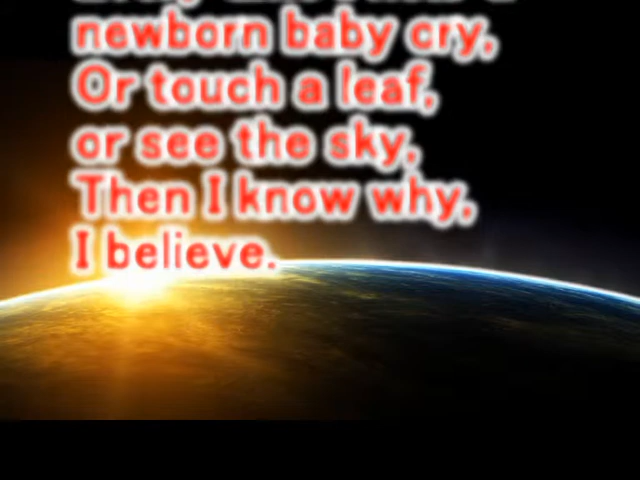 newborn baby cry,
Or touch a leaf,
or see the sky,
Then I know why,
I believe.